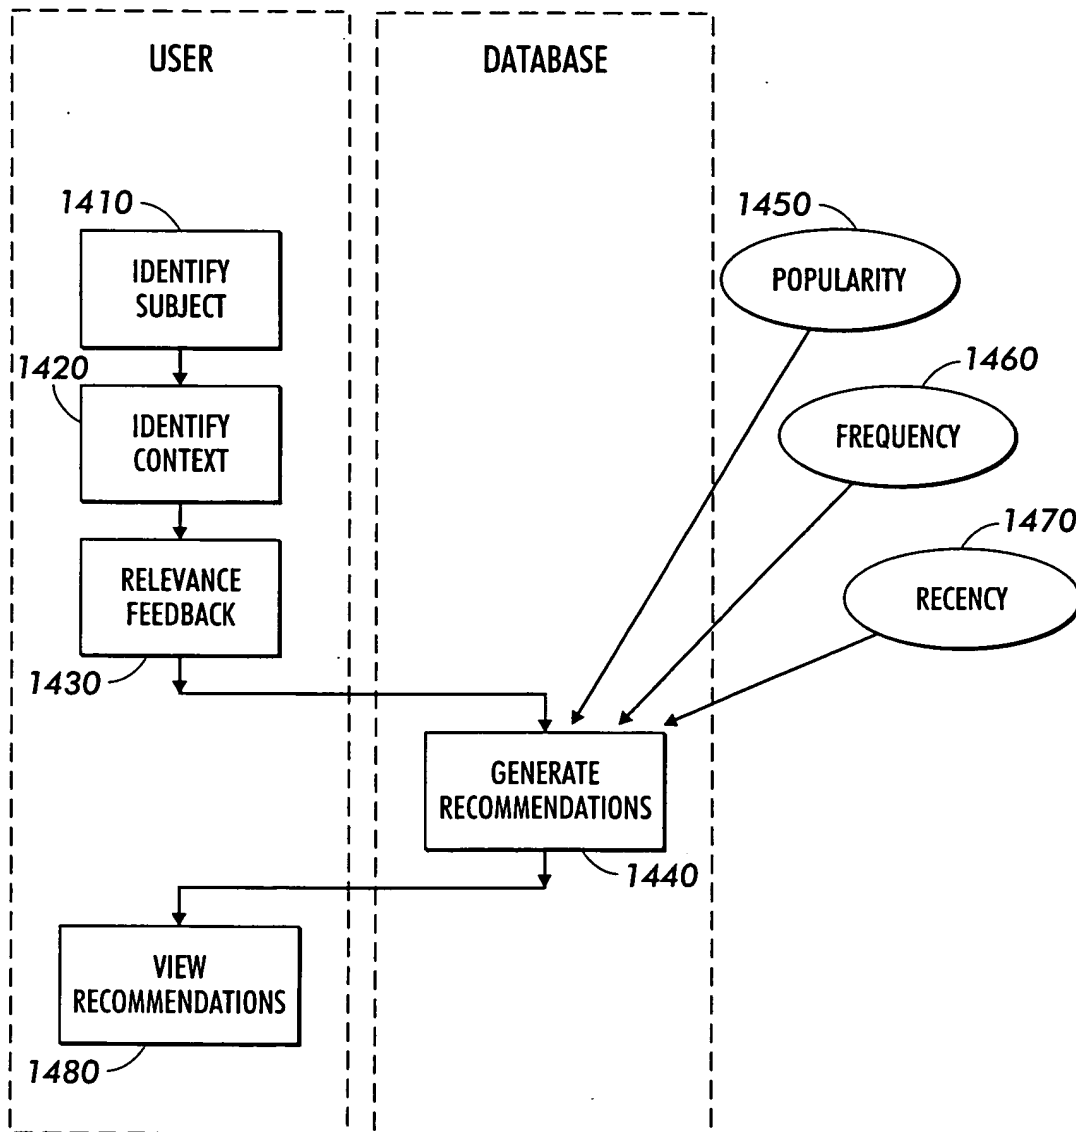 USER
DATABASE
1410
IDENTIFY
SUBJECT
1420
IDENTIFY
CONTEXT
RELEVANCE
FEEDBACK
1430
1450
POPULARITY
1460
FREQUENCY
1470
RECENCY
GENERATE
RECOMMENDATIONS
1440
VIEW
RECOMMENDATIONS
1480